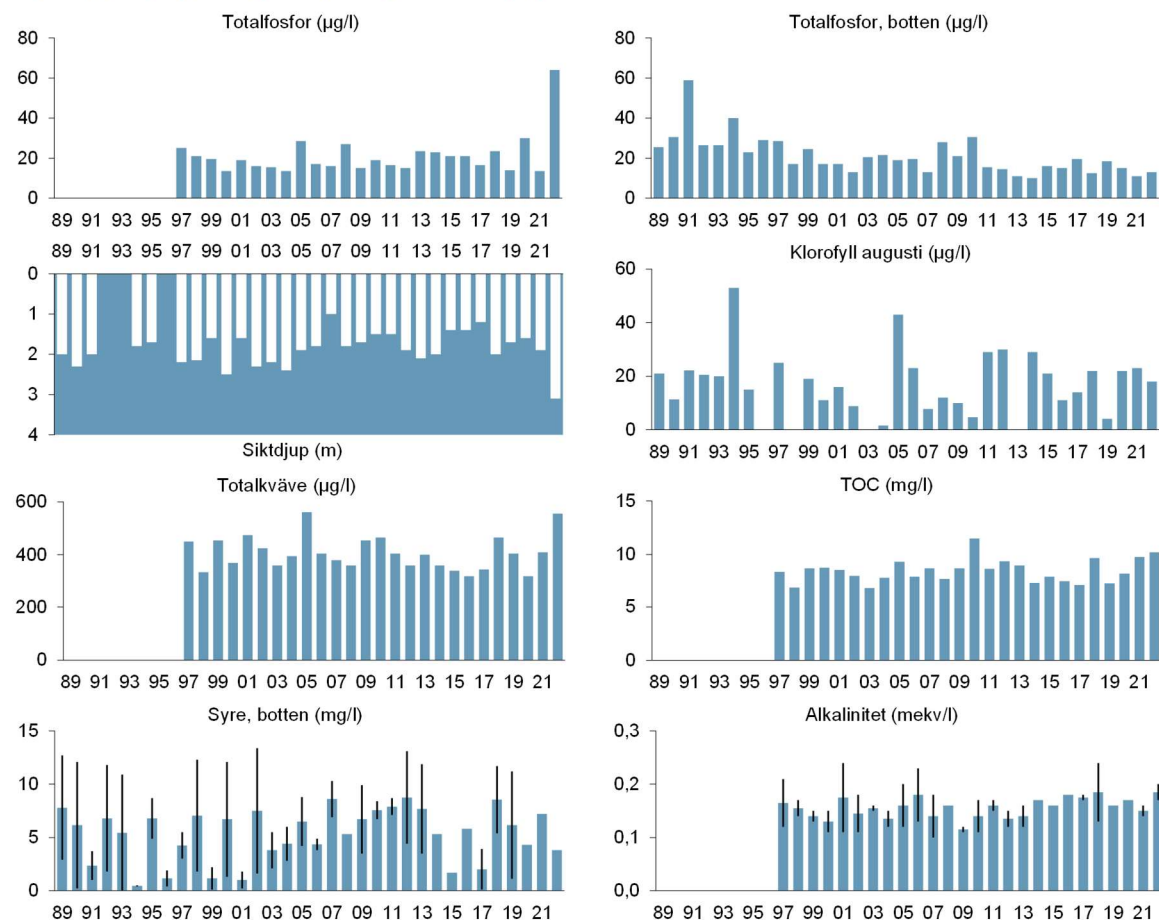 Totalfosfor (µg/l)
80
60
40
20
0
89 91 93 95 97 99 01 03 05 07 09 11 13 15 17 19 21
Totalfosfor, botten (µg/l)
80
60
40
20
0
89 91 93 95 97 99 01 03 05 07 09 11 13 15 17 19 21
89 91 93 95 97 99 01 03 05 07 09 11 13 15 17 19 21
0
1
2
3
4
Siktdjup (m)
Klorofyll augusti (µg/l)
60
40
20
0
89 91 93 95 97 99 01 03 05 07 09 11 13 15 17 19 21
Totalkväve (µg/l)
600
400
200
0
89 91 93 95 97 99 01 03 05 07 09 11 13 15 17 19 21
TOC (mg/l)
15
10
5
0
89 91 93 95 97 99 01 03 05 07 09 11 13 15 17 19 21
Syre, botten (mg/l)
15
10
5
0
89 91 93 95 97 99 01 03 05 07 09 11 13 15 17 19 21
Alkalinitet (mekv/l)
0,3
0,2
0,1
0,0
89 91 93 95 97 99 01 03 05 07 09 11 13 15 17 19 21